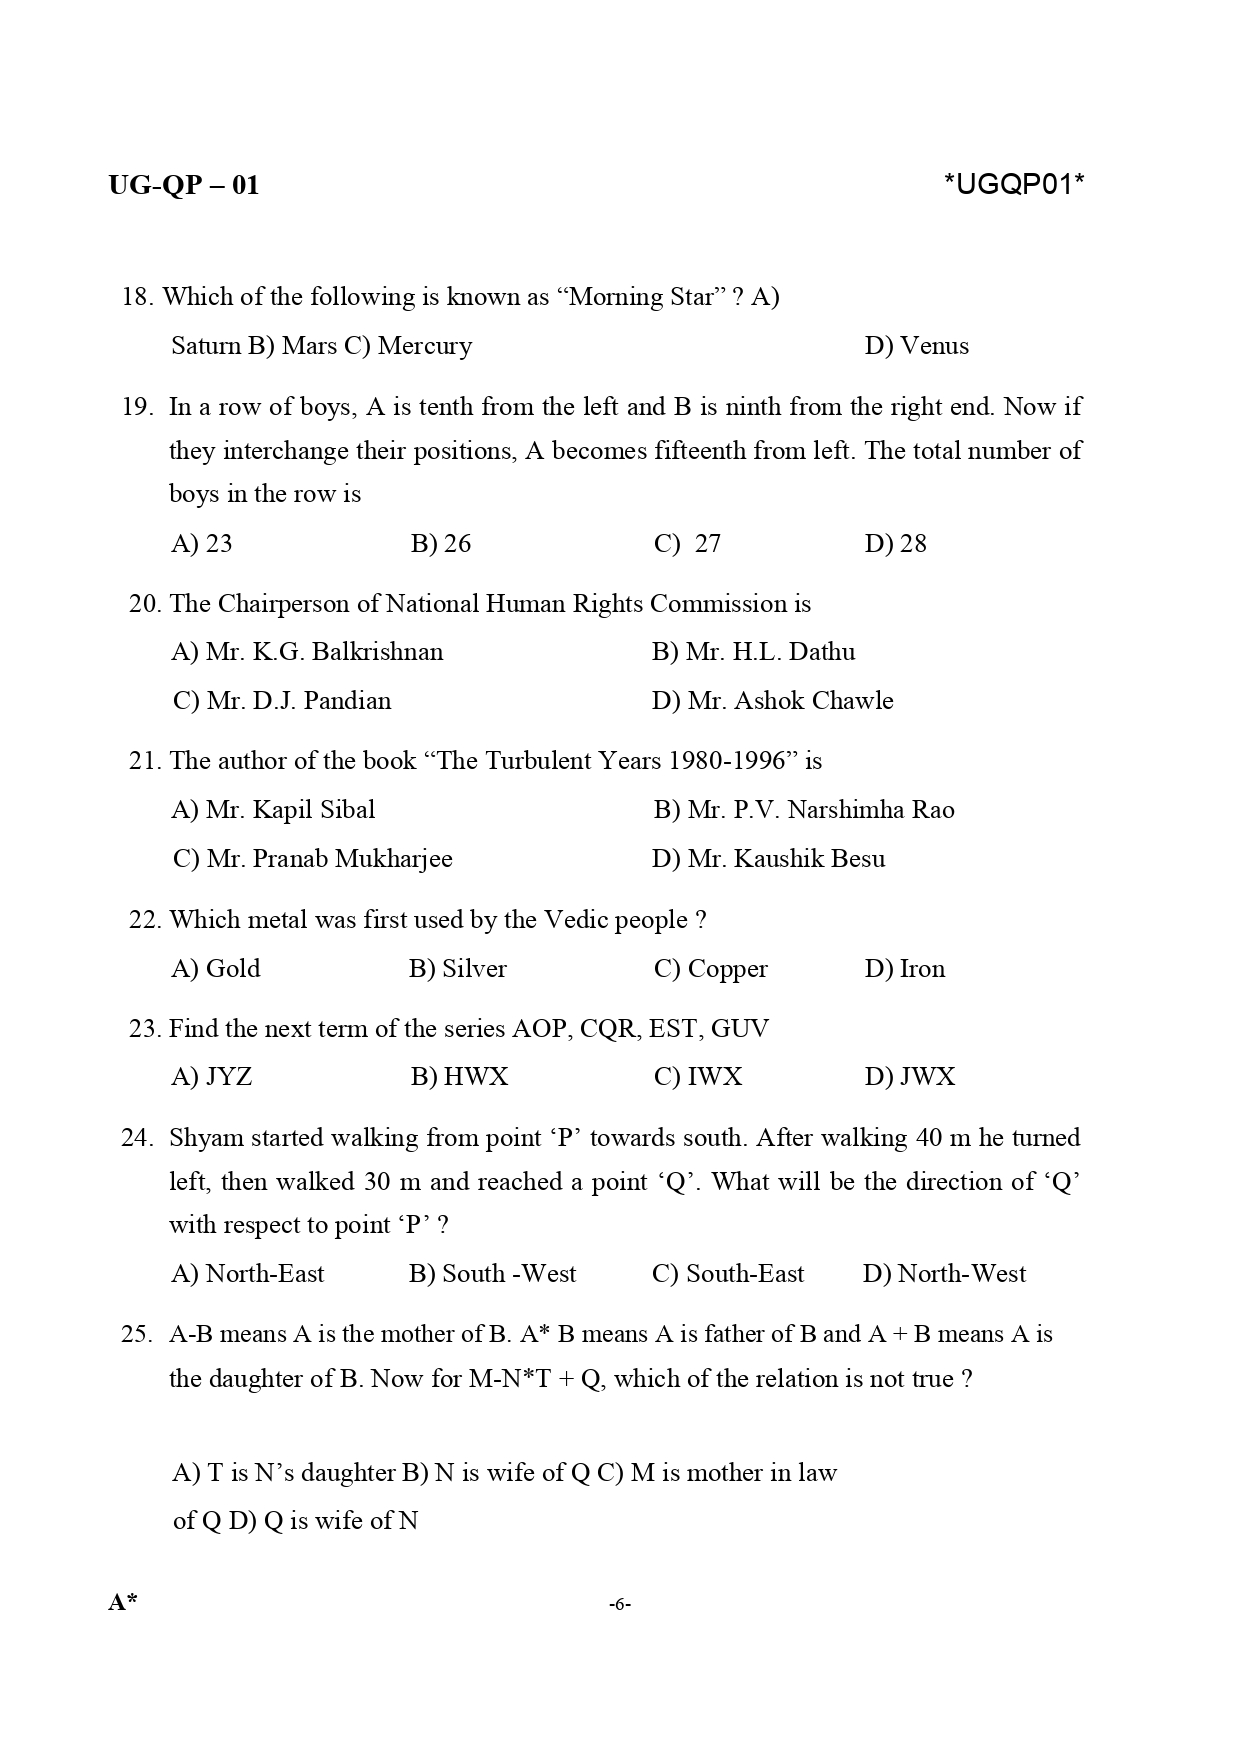 UG-QP – 01 *UGQP01*
18. Which of the following is known as “Morning Star” ? A)
Saturn B) Mars C) Mercury D) Venus
19. In a row of boys, A is tenth from the left and B is ninth from the right end. Now if
they interchange their positions, A becomes fifteenth from left. The total number of
boys in the row is
A) 23 B) 26 C) 27 D) 28
20. The Chairperson of National Human Rights Commission is
A) Mr. K.G. Balkrishnan B) Mr. H.L. Dathu
C) Mr. D.J. Pandian D) Mr. Ashok Chawle
21. The author of the book “The Turbulent Years 1980-1996” is
A) Mr. Kapil Sibal B) Mr. P.V. Narshimha Rao
C) Mr. Pranab Mukharjee D) Mr. Kaushik Besu
22. Which metal was first used by the Vedic people ?
A) Gold B) Silver C) Copper D) Iron
23. Find the next term of the series AOP, CQR, EST, GUV
A) JYZ B) HWX C) IWX D) JWX
24. Shyam started walking from point ‘P’ towards south. After walking 40 m he turned
left, then walked 30 m and reached a point ‘Q’. What will be the direction of ‘Q’
with respect to point ‘P’ ?
A) North-East B) South -West C) South-East D) North-West
25. A-B means A is the mother of B. A* B means A is father of B and A + B means A is
the daughter of B. Now for M-N*T + Q, which of the relation is not true ?
A) T is N’s daughter B) N is wife of Q C) M is mother in law
of Q D) Q is wife of N
A* -6-